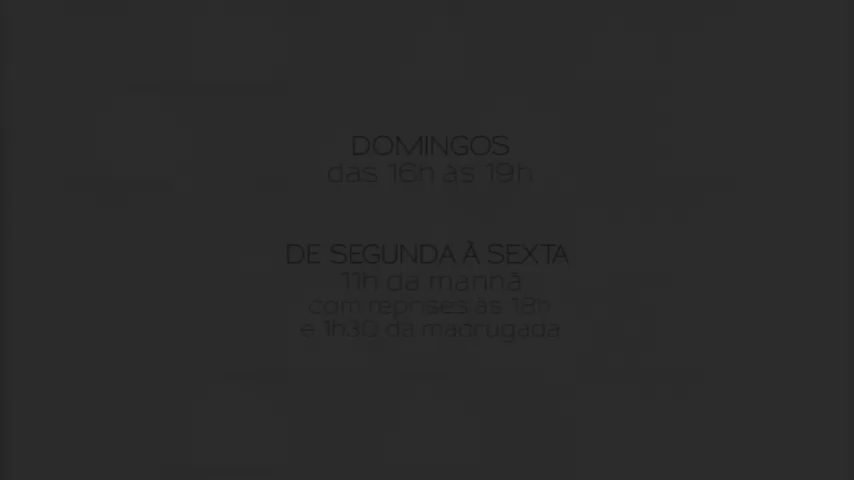 DOMINGOS
das 16h às 19h
DE SEGUNDA À SEXTA
11h da manhã
com reprises às 18h
e 1h30 da madrugada